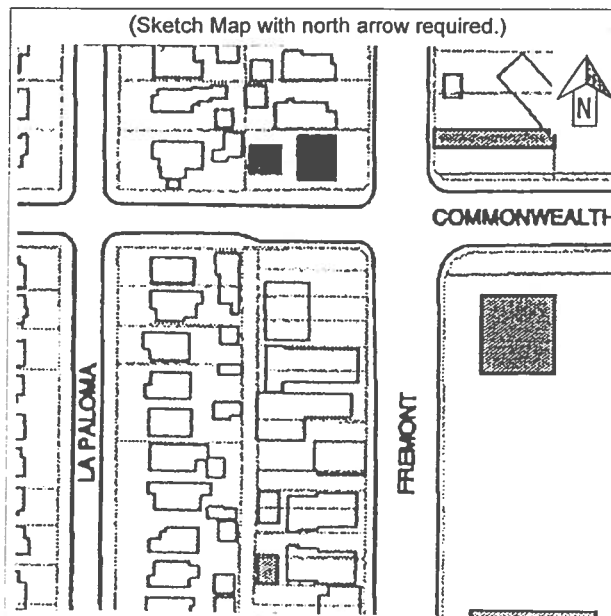 (Sketch Map with north arrow required.)
N
COMMONWEALTH
LA PALOMA
FREMONT